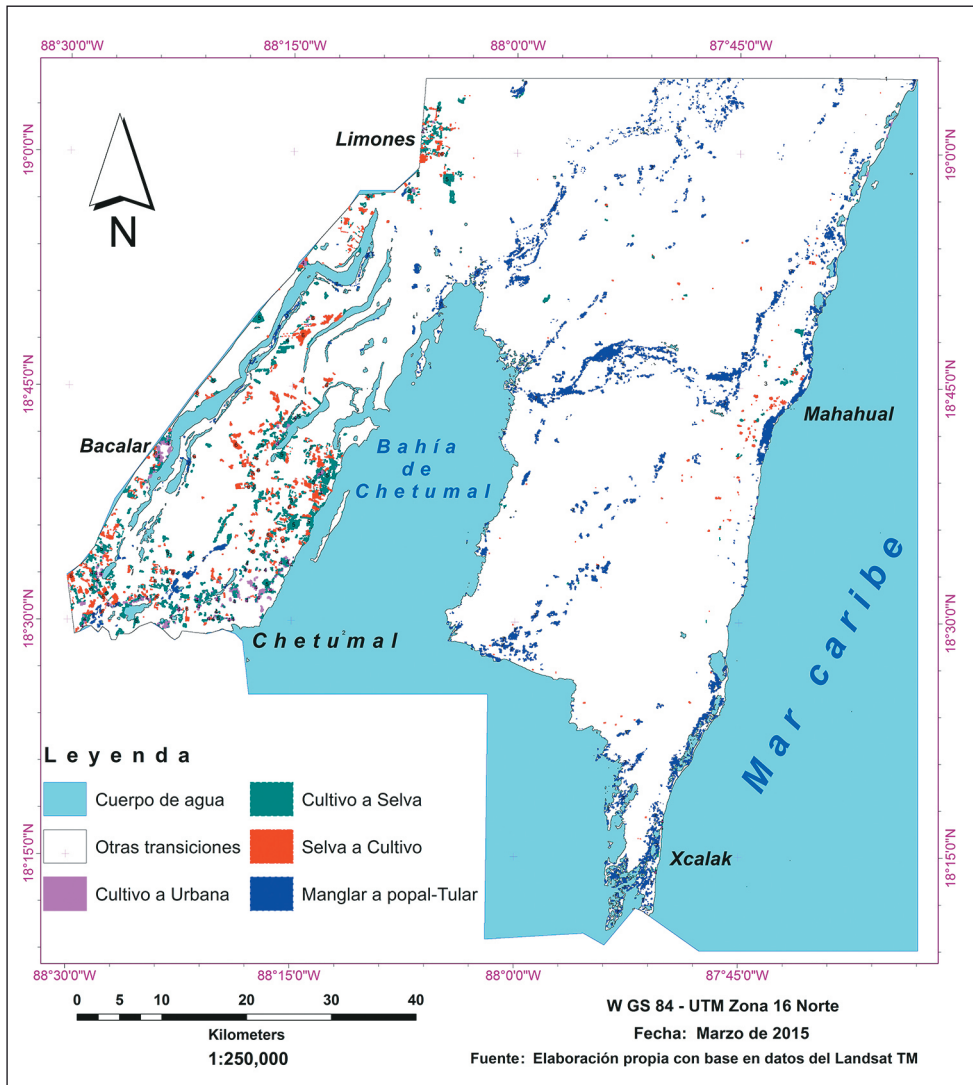 88°30'0"W 88°15'0"W 88°0'0"W 87°45'0"W
19°0'0"N
19°0'0"N
18°45'0"N
18°45'0"N
18°30'0"N
18°30'0"N
18°15'0"N
18°15'0"N
N
Limones
Bacalar
Bahía
de
Chetumal
Mahahual
Chetumal
2
Mar caribe
Xcalak
Leyenda
Cuerpo de agua
Otras transiciones
Cultivo a Urbana
Cultivo a Selva
Selva a Cultivo
Manglar a popal-Tular
88°30'0"W 88°15'0"W 88°0'0"W 87°45'0"W
0 5 10 20 30 40
Kilometers
1:250,000
W GS 84 - UTM Zona 16 Norte
Fecha: Marzo de 2015
Fuente: Elaboración propia con base en datos del Landsat TM